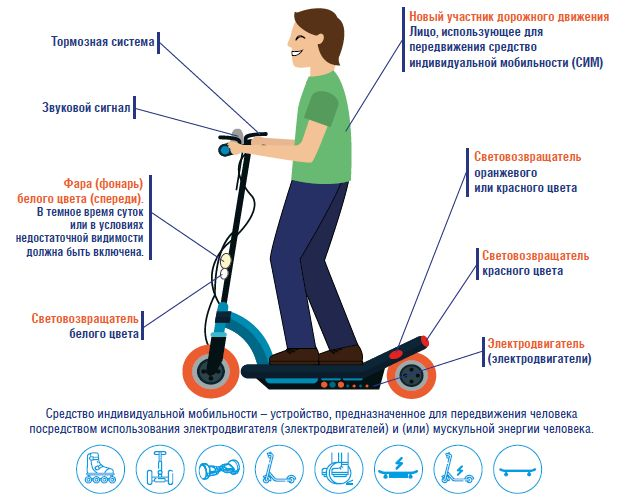 Новый участник дорожного движения
Лицо, использующее для
передвижения средство
индивидуальной мобильности (СИМ)
Тормозная система
Звуковой сигнал
Световозвращатель
оранжевого
или красного цвета
Фара (фонарь)
белого цвета (спереди).
В темное время суток
или в условиях
недостаточной видимости
должна быть включена.
Световозвращатель
красного цвета
Световозвращатель
белого цвета
Электродвигатель
(электродвигатели)
Средство индивидуальной мобильности – устройство, предназначенное для передвижения человека
посредством использования электродвигателя (электродвигателей) и (или) мускульной энергии человека.